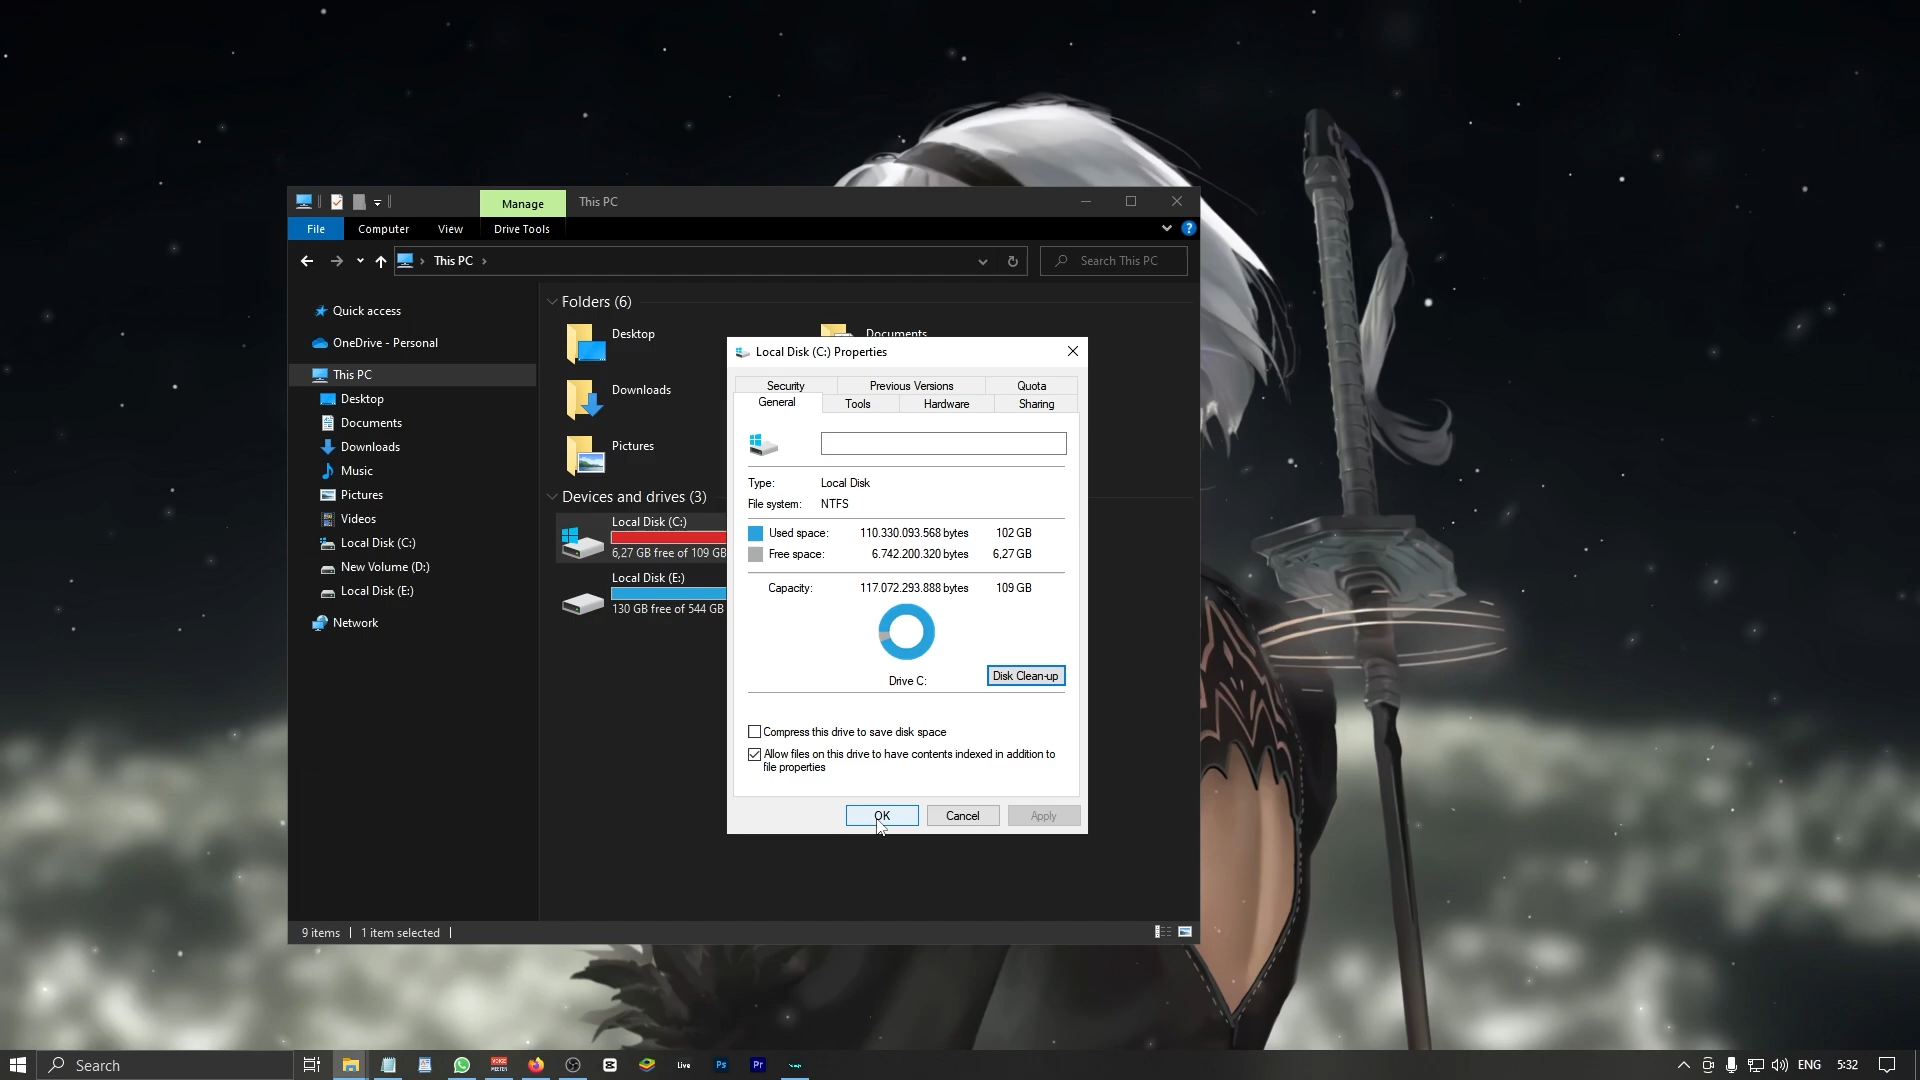 Manage
This PC
File
Computer
View
Drive Tools
This PC
Search This PC
Quick access
OneDrive - Personal
This PC
Desktop
Documents
Downloads
Music
Pictures
Videos
Local Disk (C:)
New Volume (D:)
Local Disk (E:)
Network
Folders (6)
Desktop
Documents
Downloads
Pictures
Devices and drives (3)
Local Disk (C:)
6,27 GB free of 109 GB
Local Disk (E:)
130 GB free of 544 GB
Local Disk (C:) Properties
Security
Previous Versions
Quota
General
Tools
Hardware
Sharing
Type: Local Disk
File system: NTFS
Used space: 110.330.093.568 bytes 102 GB
Free space: 6.742.200.320 bytes 6,27 GB
Capacity: 117.072.293.888 bytes 109 GB
Drive C:
Disk Clean-up
Compress this drive to save disk space
Allow files on this drive to have contents indexed in addition to
file properties
OK
Cancel
Apply
9 items
1 item selected
Search
VOICE
MEETER
Live
Ps
Pr
ENG
5:32